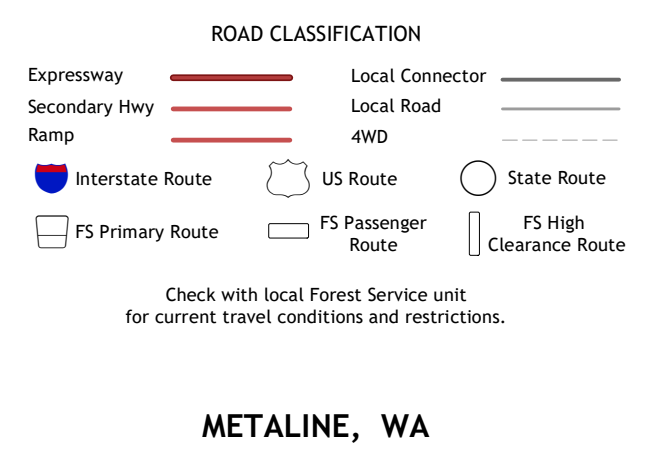 ROAD CLASSIFICATION
Expressway
Local Connector
Secondary Hwy
Local Road
Ramp
4WD
Interstate Route
US Route
State Route
FS Primary Route
FS Passenger
Route
FS High
Clearance Route
Check with local Forest Service unit
for current travel conditions and restrictions.
METALINE, WA